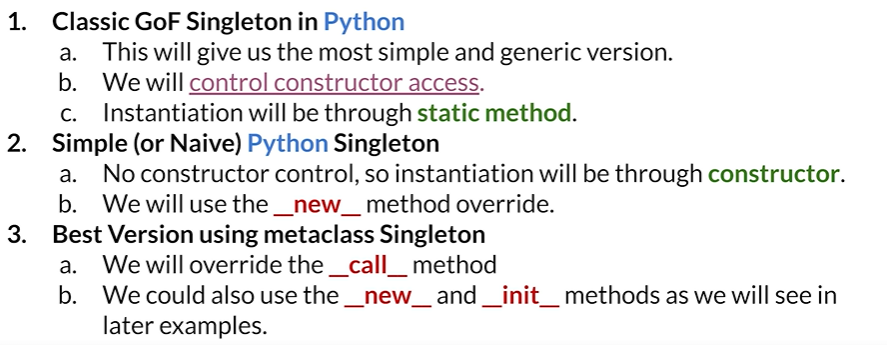 1. Classic GoF Singleton in Python
a. This will give us the most simple and generic version.
b. We will control constructor access.
c. Instantiation will be through static method.
2. Simple (or Naive) Python Singleton
a. No constructor control, so instantiation will be through constructor.
b. We will use the __new__ method override.
3. Best Version using metaclass Singleton
a. We will override the __call__ method
b. We could also use the __new__ and __init__ methods as we will see in
later examples.